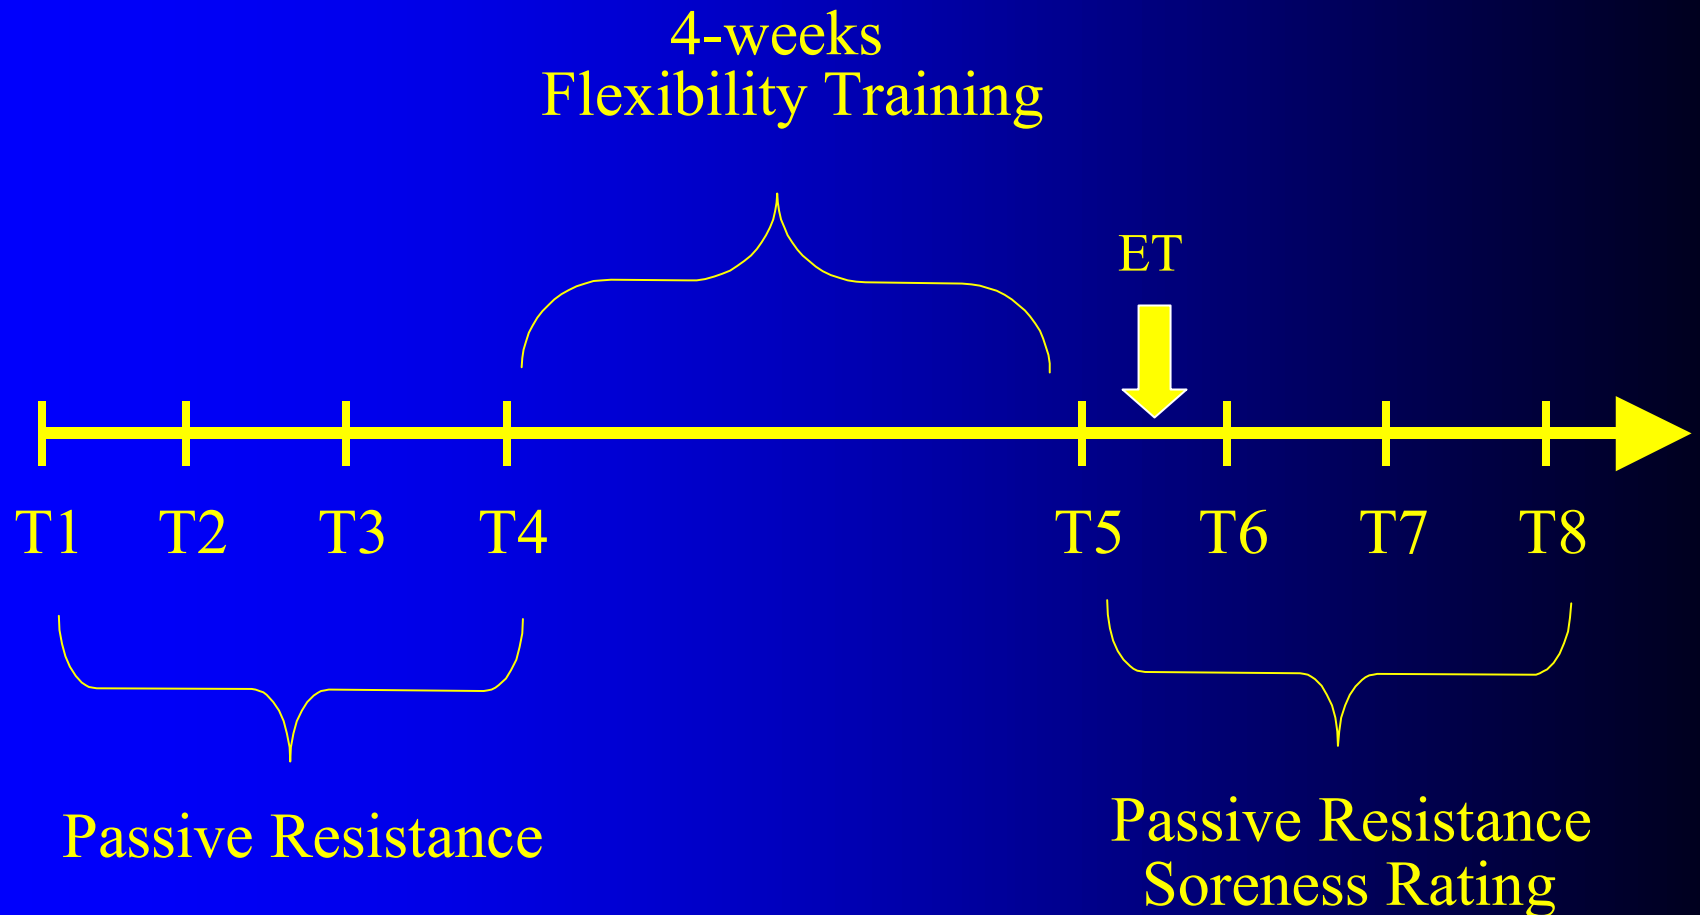 4-weeks
Flexibility Training
ET
T1 T2 T3 T4 T5 T6 T7 T8
Passive Resistance
Passive Resistance
Soreness Rating